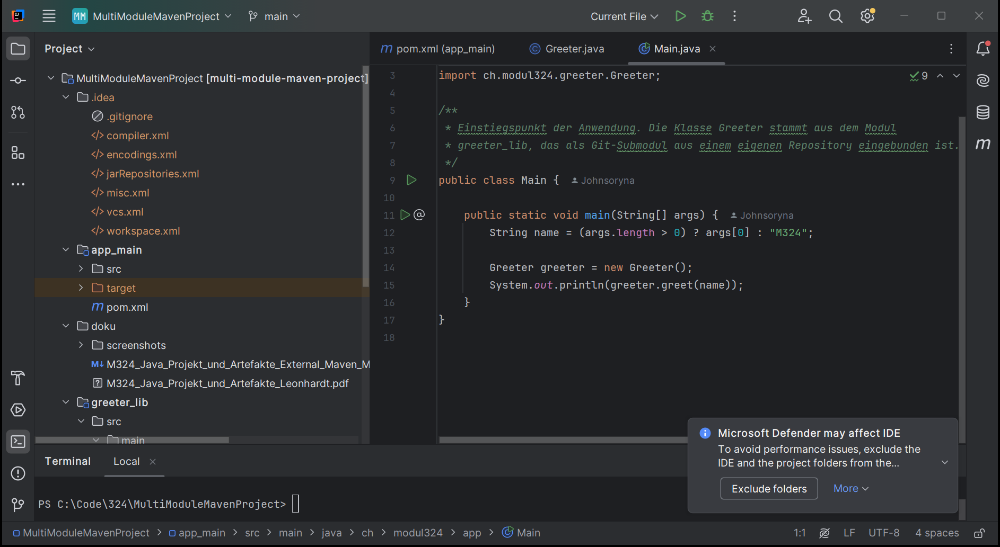 MM MultiModuleMavenProject main Current File
Project
pom.xml (app_main) Greeter.java Main.java
MultiModuleMavenProject [multi-module-maven-project]
.idea
.gitignore
compiler.xml
encodings.xml
jarRepositories.xml
misc.xml
vcs.xml
workspace.xml
app_main
src
target
pom.xml
doku
screenshots
M324_Java_Projekt_und_Artefakte_External_Maven_M
M324_Java_Projekt_und_Artefakte_Leonhardt.pdf
greeter_lib
src
main
9
3 import ch.modul324.greeter.Greeter;
4
5 /**
6 * Einstiegspunkt der Anwendung. Die Klasse Greeter stammt aus dem Modul
7 * greeter_lib, das als Git-Submodul aus einem eigenen Repository eingebunden ist.
8 */
9 public class Main { Johnsoryna
10
11 @ public static void main(String[] args) { Johnsoryna
12 String name = (args.length > 0) ? args[0] : "M324";
13
14 Greeter greeter = new Greeter();
15 System.out.println(greeter.greet(name));
16 }
17 }
18
Terminal Local
PS C:\Code\324\MultiModuleMavenProject>
Microsoft Defender may affect IDE
To avoid performance issues, exclude the
IDE and the project folders from the...
Exclude folders More
MultiModuleMavenProject > app_main > src > main > java > ch > modul324 > app > Main
1:1 LF UTF-8 4 spaces